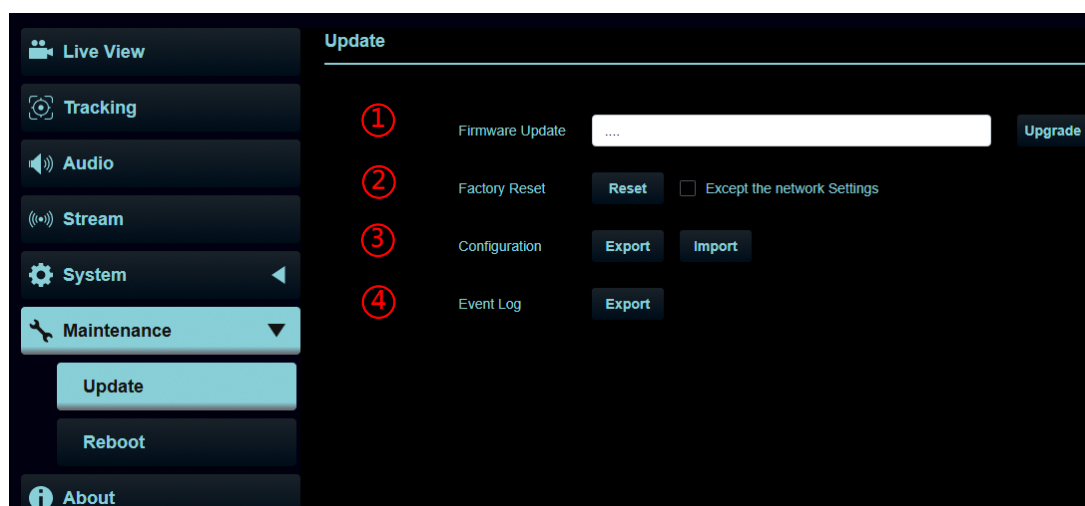 Live View
Tracking
Audio
Stream
System
Maintenance
Update
Reboot
About
Update
① Firmware Update .... Upgrade
② Factory Reset Reset Except the network Settings
③ Configuration Export Import
④ Event Log Export